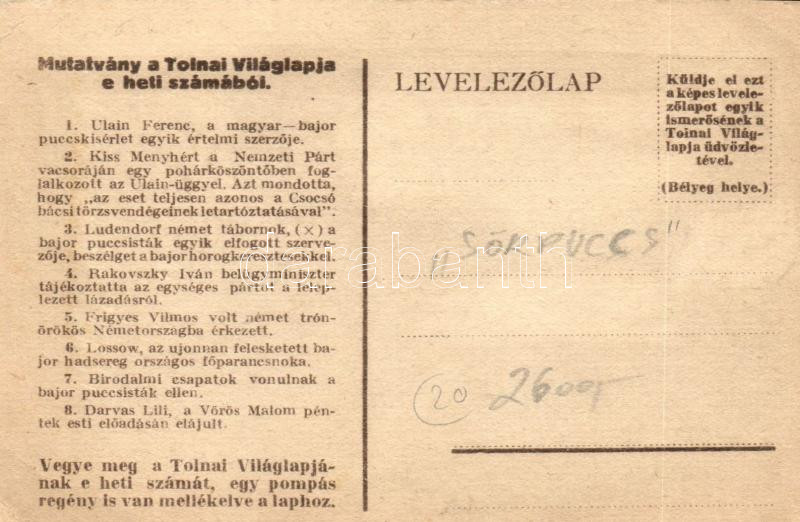 Mutatvány a Tolnai Világlapja
e heti számából.
1. Ulain Ferenc, a magyar—bajor
puccskisérlet egyik értelmi szerzője.
2. Kiss Menyhért a Nemzeti Párt
vacsoráján egy pohárköszöntőben fog-
lalkozott az Ulain-üggyel. Azt mondotta,
hogy „az eset teljesen azonos a Csocsó
bácsi törzsvendégeinek letartóztatásával".
3. Ludendorf német tábornok, (×) a
bajor puccsisták egyik elfogott szerve-
zője, beszélget a bajor horogkeresztesekkel.
4. Rakovszky Iván belügyminiszter
tájékoztatta az egységes pártot a lelep-
lezett lázadásról.
5. Frigyes Vilmos volt német trón-
örökös Németországba érkezett.
6. Lossow, az ujonnan felesketett ba-
jor hadsereg országos főparancsnoka.
7. Birodalmi csapatok vonulnak a
bajor puccsisták ellen.
8. Darvas Lili, a Vörös Malom pén-
tek esti előadásán elájult.
Vegye meg a Tolnai Világlapjá-
nak e heti számát, egy pompás
regény is van mellékelve a laphoz.
LEVELEZŐLAP
Küldje el ezt
a képes levele-
zőlapot egyik
ismerősének a
Tolnai Világ-
lapja üdvözle-
tével.
(Bélyeg helye.)
„SÖRPUCCS"
20
2600
darabanth